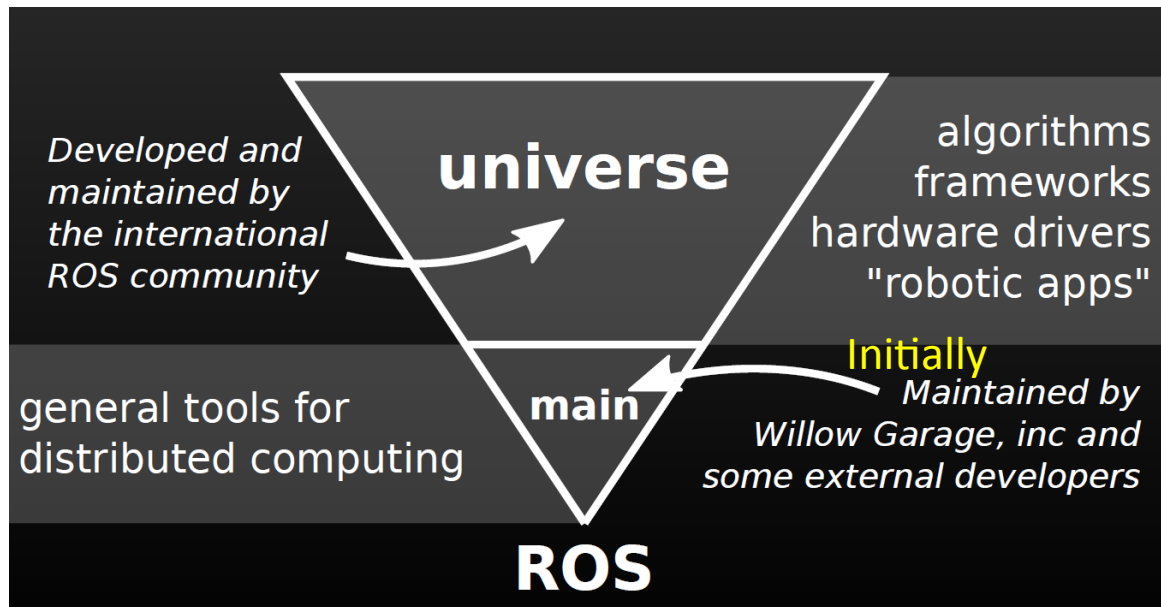 Developed and
maintained by
the international
ROS community
universe
algorithms
frameworks
hardware drivers
"robotic apps"
general tools for
distributed computing
main
Initially
Maintained by
Willow Garage, inc and
some external developers
ROS